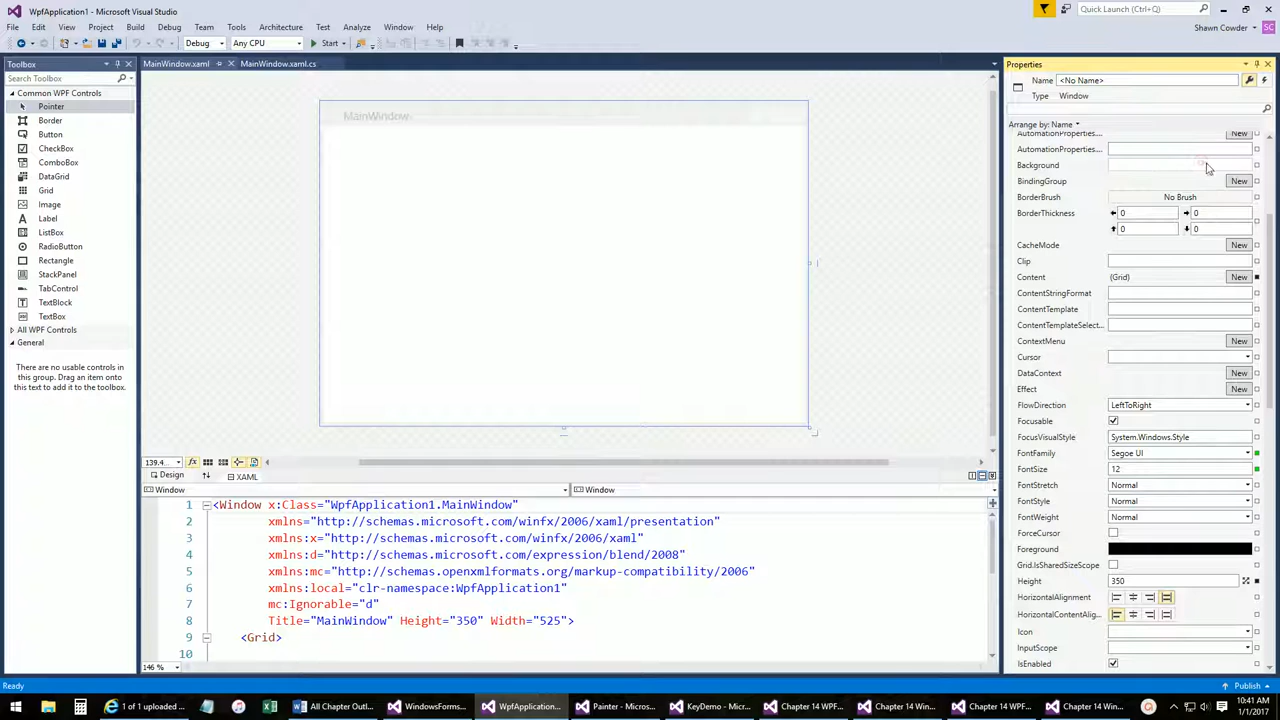 WpfApplication1 - Microsoft Visual Studio
Quick Launch (Ctrl+Q)
File Edit View Project Build Debug Team Tools Architecture Test Analyze Window Help
Shawn Cowder SC
Debug Any CPU Start
Toolbox
Search Toolbox
Common WPF Controls
Pointer
Border
Button
CheckBox
ComboBox
DataGrid
Grid
Image
Label
ListBox
RadioButton
Rectangle
StackPanel
TabControl
TextBlock
TextBox
All WPF Controls
General
There are no usable controls in
this group. Drag an item onto
this text to add it to the toolbox.
MainWindow.xaml MainWindow.xaml.cs
MainWindow
139.4...
Design XAML
Window Window
1 <Window x:Class="WpfApplication1.MainWindow"
2 xmlns="http://schemas.microsoft.com/winfx/2006/xaml/presentation"
3 xmlns:x="http://schemas.microsoft.com/winfx/2006/xaml"
4 xmlns:d="http://schemas.microsoft.com/expression/blend/2008"
5 xmlns:mc="http://schemas.openxmlformats.org/markup-compatibility/2006"
6 xmlns:local="clr-namespace:WpfApplication1"
7 mc:Ignorable="d"
8 Title="MainWindow" Height="350" Width="525">
9 <Grid>
10
146 %
Properties
Name <No Name>
Type Window
Arrange by: Name
AutomationProperties.... New
AutomationProperties....
Background
BindingGroup New
BorderBrush No Brush
BorderThickness 0 0
0 0
CacheMode New
Clip
Content (Grid) New
ContentStringFormat
ContentTemplate
ContentTemplateSelect...
ContextMenu New
Cursor
DataContext New
Effect New
FlowDirection LeftToRight
Focusable
FocusVisualStyle System.Windows.Style
FontFamily Segoe UI
FontSize 12
FontStretch Normal
FontStyle Normal
FontWeight Normal
ForceCursor
Foreground
Grid.IsSharedSizeScope
Height 350
HorizontalAlignment
HorizontalContentAlig...
Icon
InputScope
IsEnabled
Ready
Publish
1 of 1 uploaded ... All Chapter Outl... WindowsForms... WpfApplication... Painter - Micros... KeyDemo - Micr... Chapter 14 WPF... Chapter 14 Win... Chapter 14 WPF... Chapter 14 Win...
10:41 AM
1/1/2017